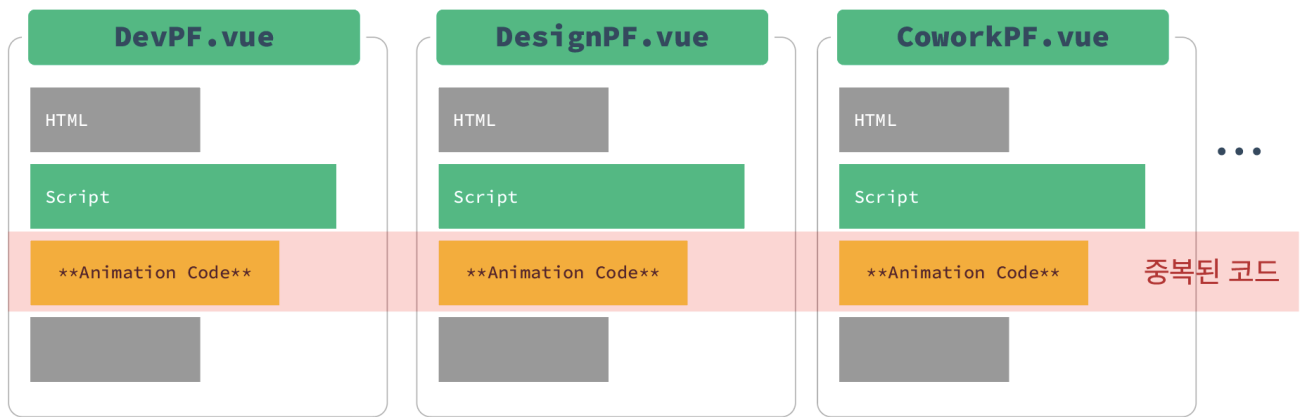 DevPF.vue
DesignPF.vue
CoworkPF.vue
HTML
HTML
HTML
...
Script
Script
Script
**Animation Code**
**Animation Code**
**Animation Code**
중복된 코드